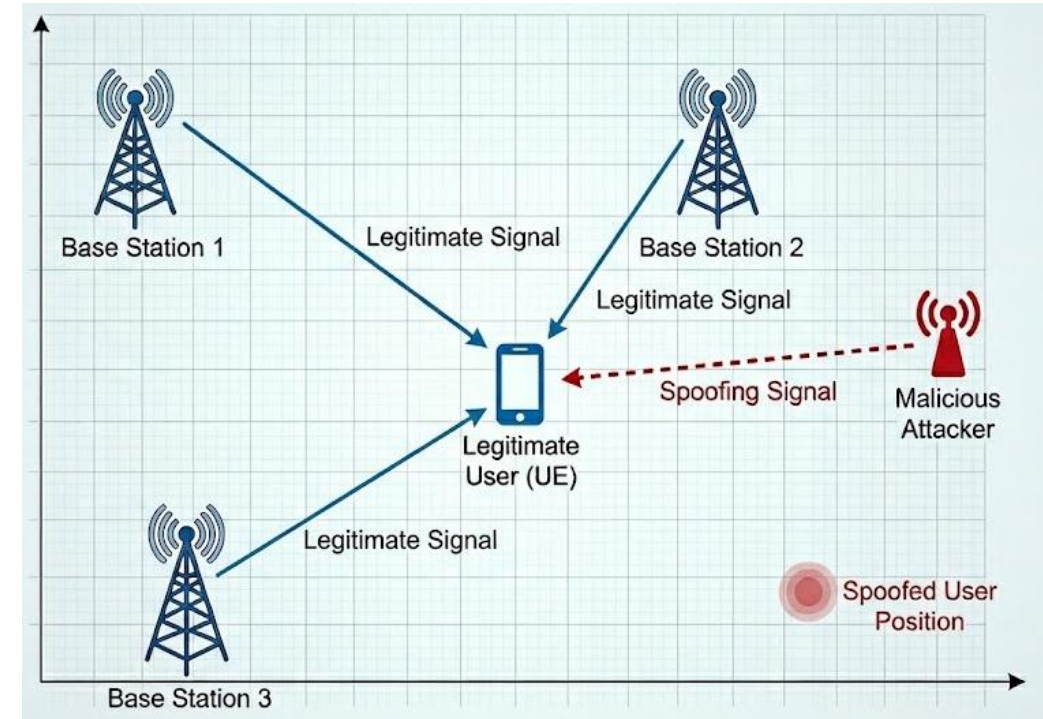 Base Station 1
Legitimate Signal
Base Station 2
Legitimate Signal
Spoofing Signal
Malicious
Attacker
Legitimate
User (UE)
Legitimate Signal
Spoofed User
Position
Base Station 3